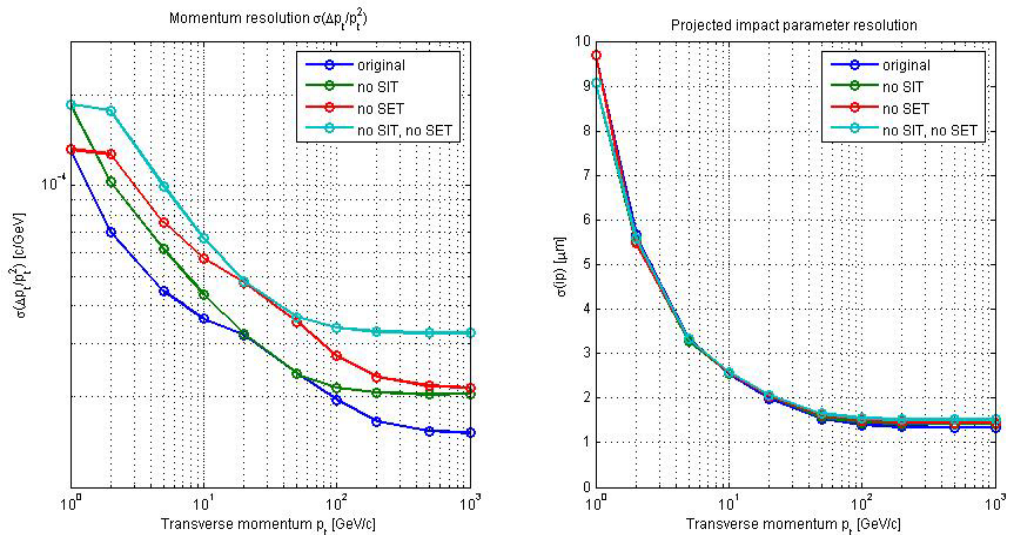 Momentum resolution σ(Δp_t/p_t^2)
original
no SIT
no SET
no SIT, no SET
10^-4
σ(Δp_t/p_t^2) [c/GeV]
10^0
10^1
10^2
10^3
Transverse momentum p_t [GeV/c]
Projected impact parameter resolution
original
no SIT
no SET
no SIT, no SET
10
9
8
7
6
5
4
3
2
1
0
σ(ip) [μm]
10^0
10^1
10^2
10^3
Transverse momentum p_t [GeV/c]